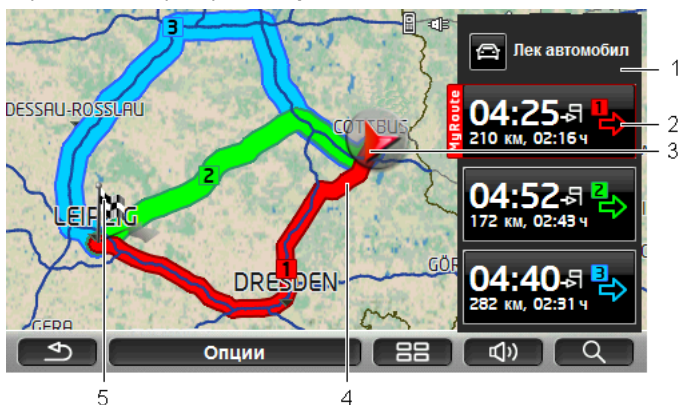 3
DESSAU-ROSSLAU
COTTBUS
2
LEIPZIG
1
DRESDEN
GÖR
GERA
Лек автомобил
MyRoute
04:25
1
210 км, 02:16 ч
04:52
2
172 км, 02:43 ч
04:40
3
282 км, 02:31 ч
Опции
1
2
3
4
5